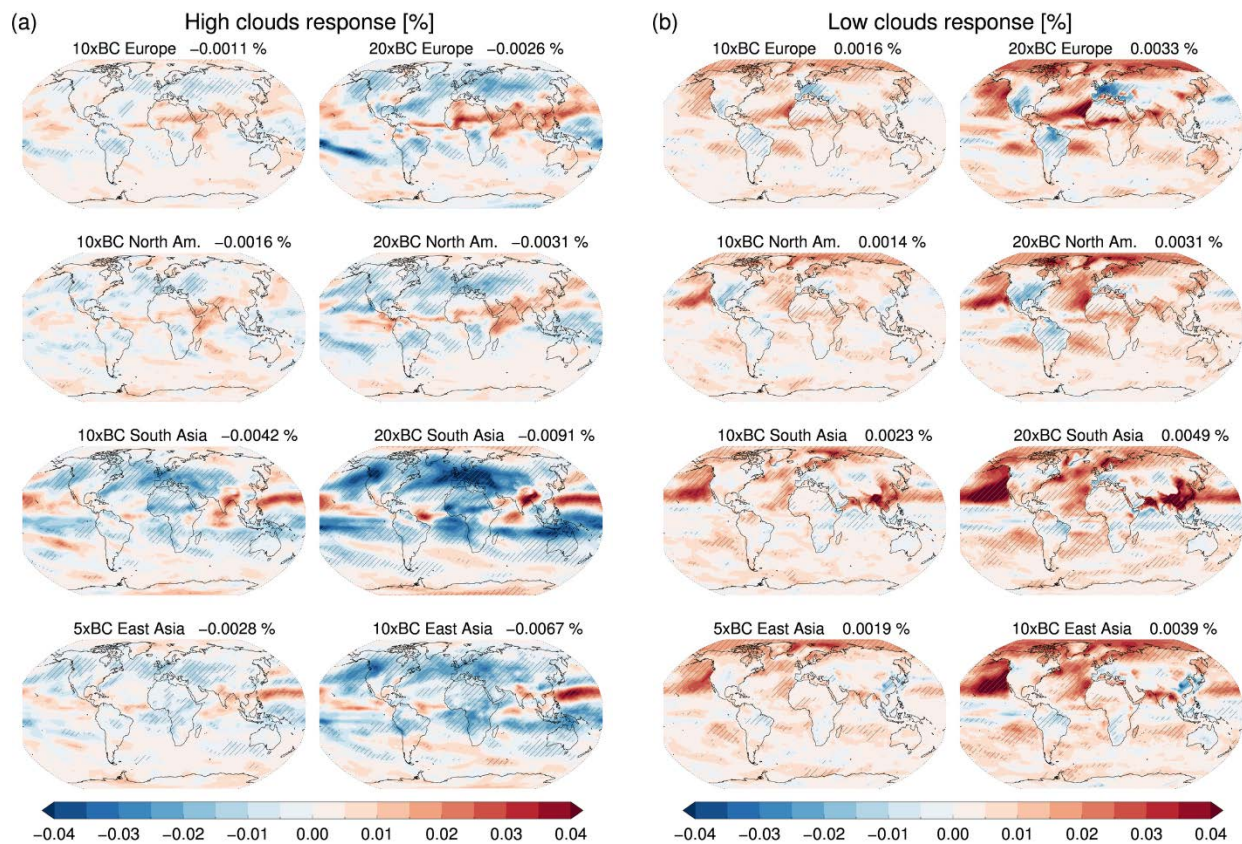 (a) High clouds response [%]
10xBC Europe −0.0011 %
20xBC Europe −0.0026 %
10xBC North Am. −0.0016 %
20xBC North Am. −0.0031 %
10xBC South Asia −0.0042 %
20xBC South Asia −0.0091 %
5xBC East Asia −0.0028 %
10xBC East Asia −0.0067 %
−0.04 −0.03 −0.02 −0.01 0.00 0.01 0.02 0.03 0.04
(b) Low clouds response [%]
10xBC Europe 0.0016 %
20xBC Europe 0.0033 %
10xBC North Am. 0.0014 %
20xBC North Am. 0.0031 %
10xBC South Asia 0.0023 %
20xBC South Asia 0.0049 %
5xBC East Asia 0.0019 %
10xBC East Asia 0.0039 %
−0.04 −0.03 −0.02 −0.01 0.00 0.01 0.02 0.03 0.04